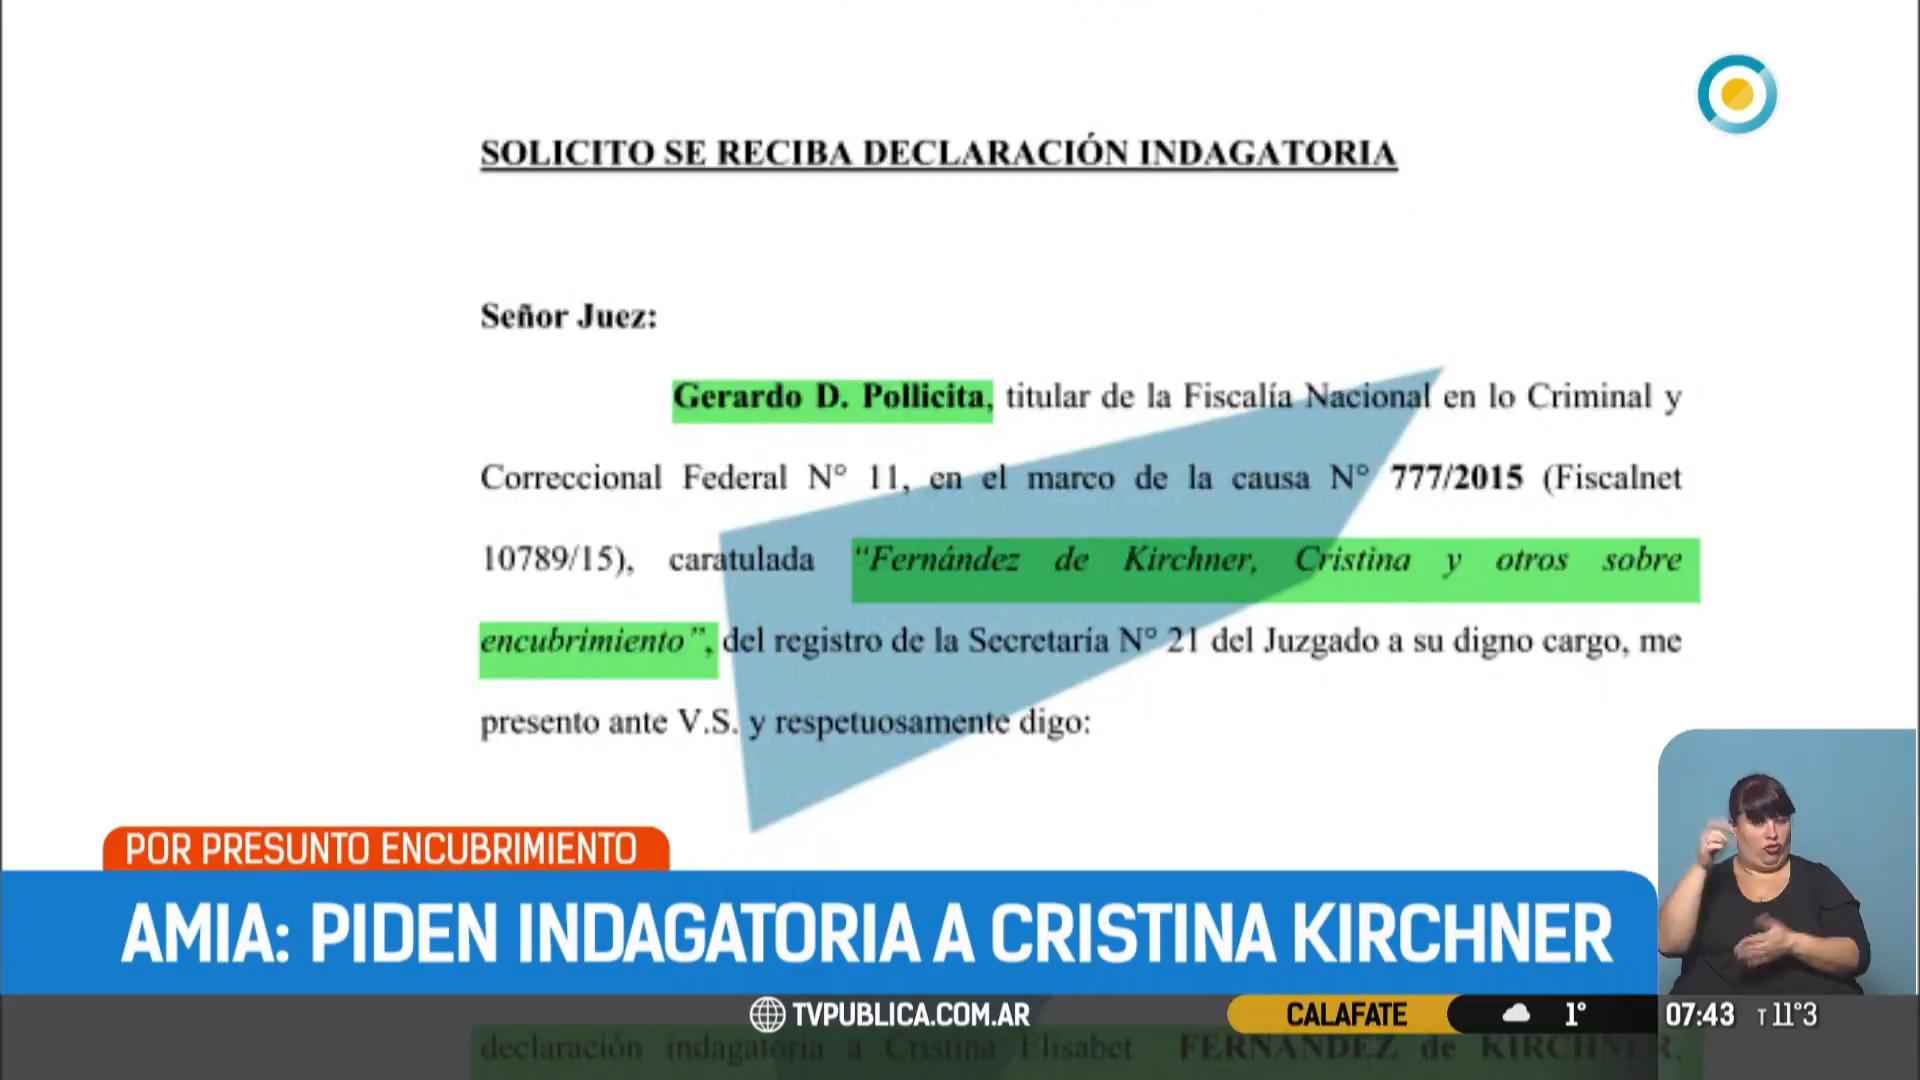 SOLICITO SE RECIBA DECLARACIÓN INDAGATORIA
Señor Juez:
Gerardo D. Pollicita, titular de la Fiscalía Nacional en lo Criminal y
Correccional Federal N° 11, en el marco de la causa N° 777/2015 (Fiscalnet
10789/15), caratulada “Fernández de Kirchner, Cristina y otros sobre
encubrimiento”, del registro de la Secretaría N° 21 del Juzgado a su digno cargo, me
presento ante V.S. y respetuosamente digo:
POR PRESUNTO ENCUBRIMIENTO
AMIA: PIDEN INDAGATORIA A CRISTINA KIRCHNER
TVPUBLICA.COM.AR
CALAFATE 1° 07:43 T 11°3
declaración indagatoria a Cristina Elisabet FERNÁNDEZ de KIRCHNER,